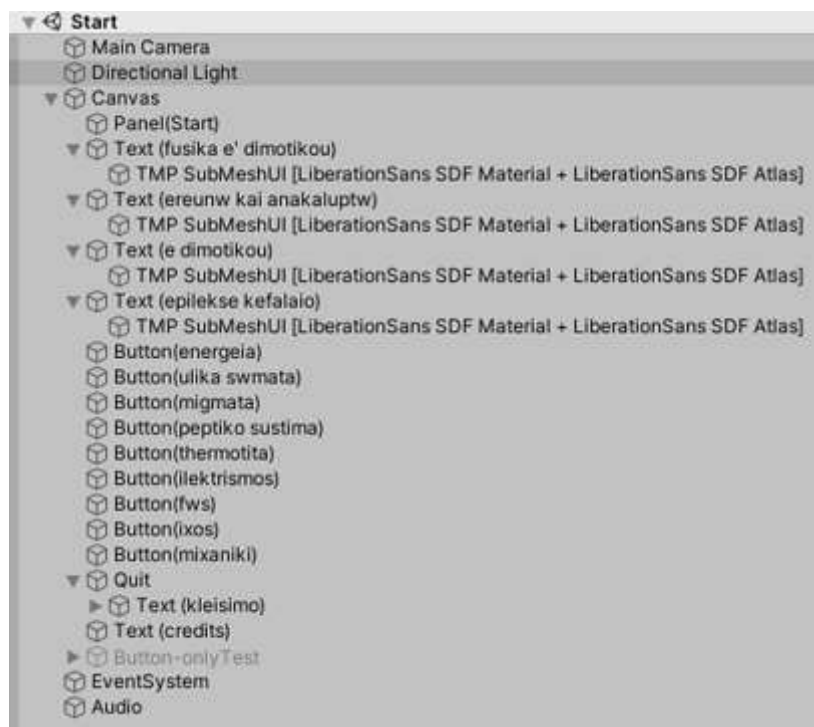 Start
Main Camera
Directional Light
Canvas
Panel(Start)
Text (fusika e' dimotikou)
TMP SubMeshUI [LiberationSans SDF Material + LiberationSans SDF Atlas]
Text (ereunw kai anakaluptw)
TMP SubMeshUI [LiberationSans SDF Material + LiberationSans SDF Atlas]
Text (e dimotikou)
TMP SubMeshUI [LiberationSans SDF Material + LiberationSans SDF Atlas]
Text (epilekse kefalaio)
TMP SubMeshUI [LiberationSans SDF Material + LiberationSans SDF Atlas]
Button(energeia)
Button(ulika swmata)
Button(migmata)
Button(peptiko sustima)
Button(thermotita)
Button(ilektrismos)
Button(fws)
Button(ixos)
Button(mixaniki)
Quit
Text (kleisimo)
Text (credits)
Button-onlyTest
EventSystem
Audio